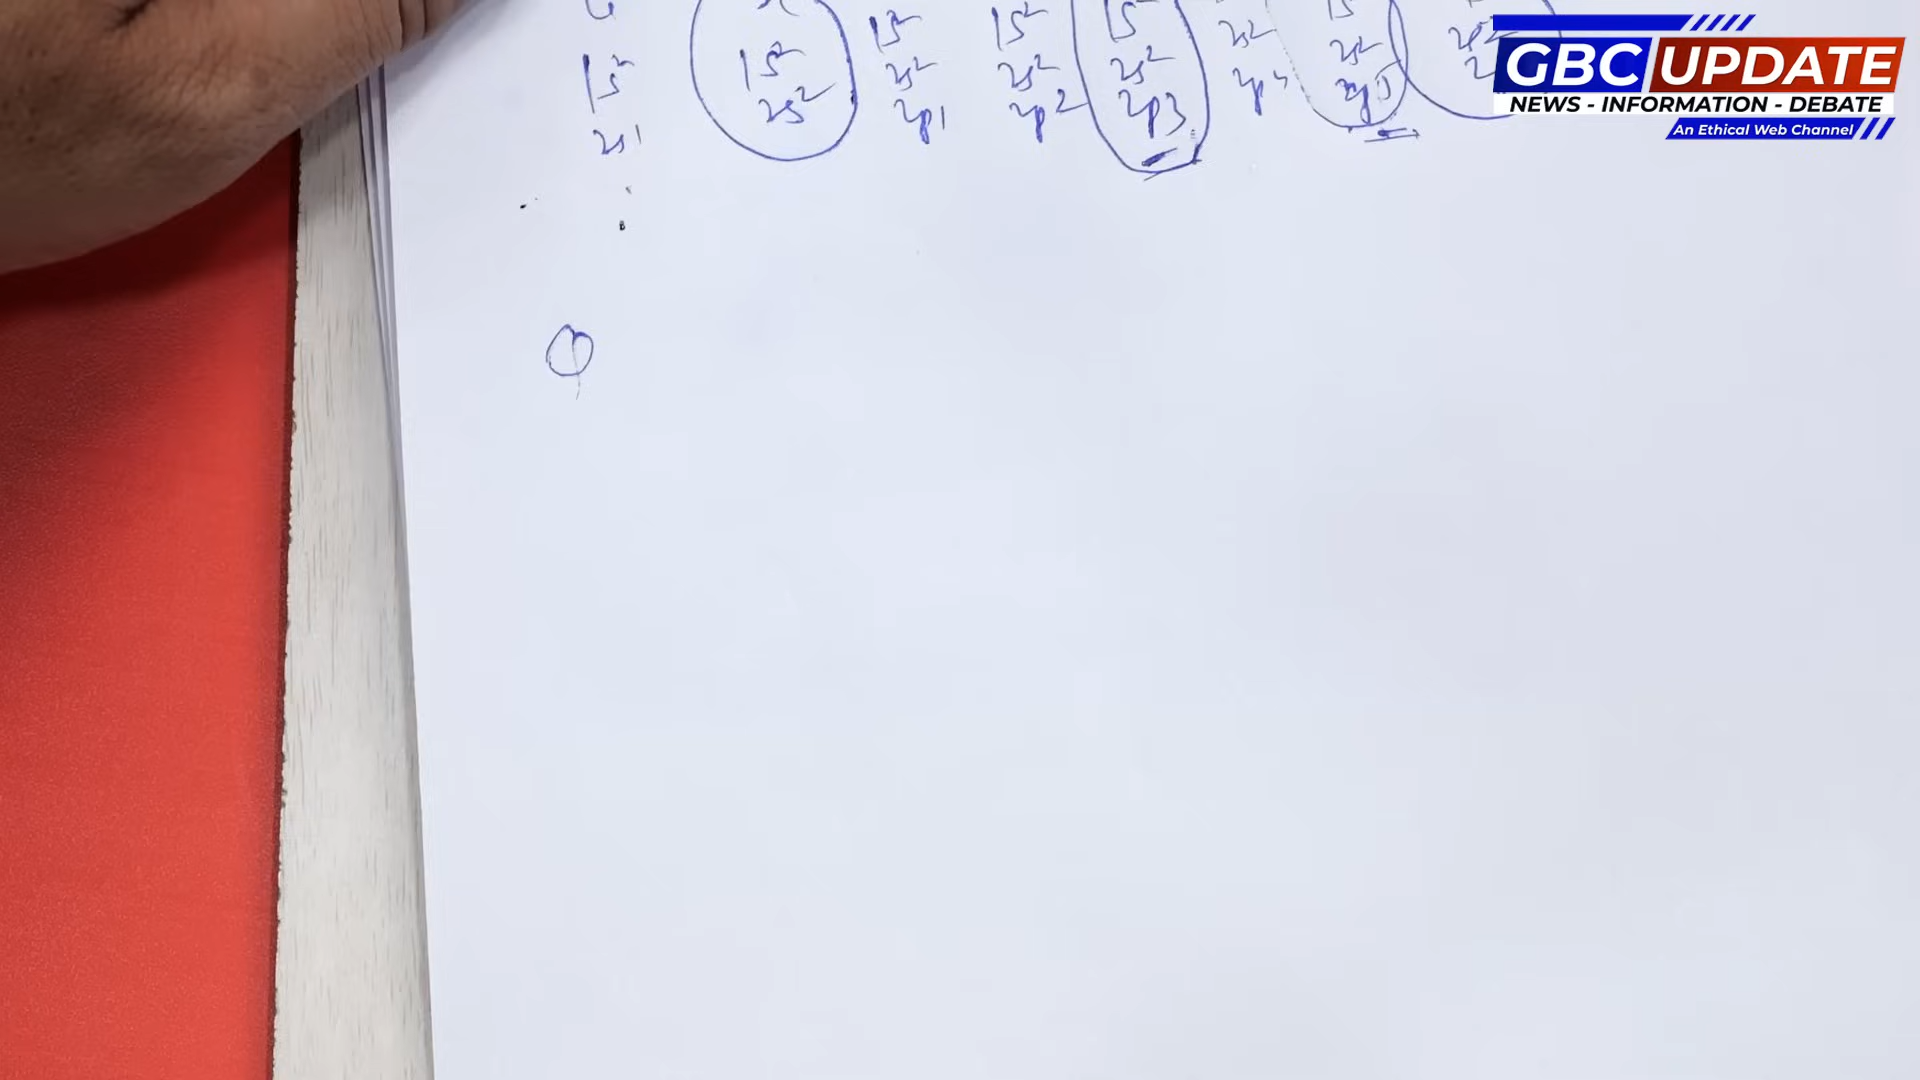 1s² 1s² 1s² 1s²
1s² 1s² 2s² 2s² 2s² 2s² 2s²
2s¹ 2s² 2p1 2p2 2p3 2p5
GBC UPDATE
NEWS - INFORMATION - DEBATE
An Ethical Web Channel